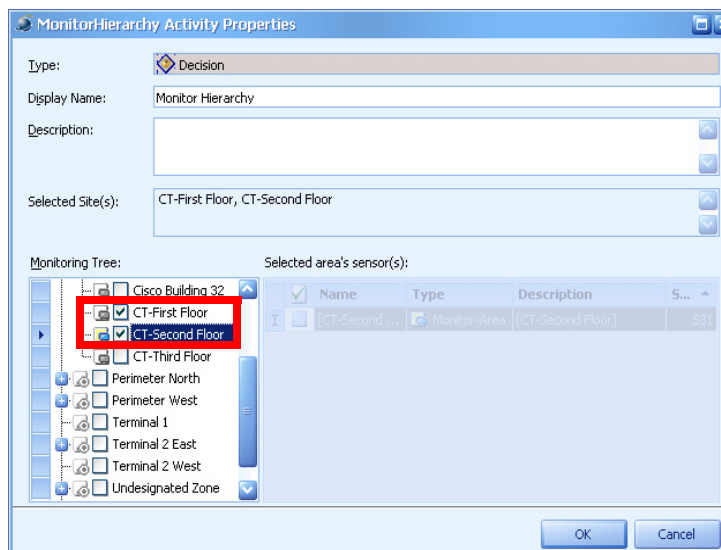 MonitorHierarchy Activity Properties
Type: Decision
Display Name: Monitor Hierarchy
Description:
Selected Site(s): CT-First Floor, CT-Second Floor
Monitoring Tree: Selected area's sensor(s):
Cisco Building 32
CT-First Floor
CT-Second Floor
CT-Third Floor
Perimeter North
Perimeter West
Terminal 1
Terminal 2 East
Terminal 2 West
Undesignated Zone
Name Type Description S...
[CT-Second ... Monitor-Area [CT-Second Floor] 531
OK Cancel